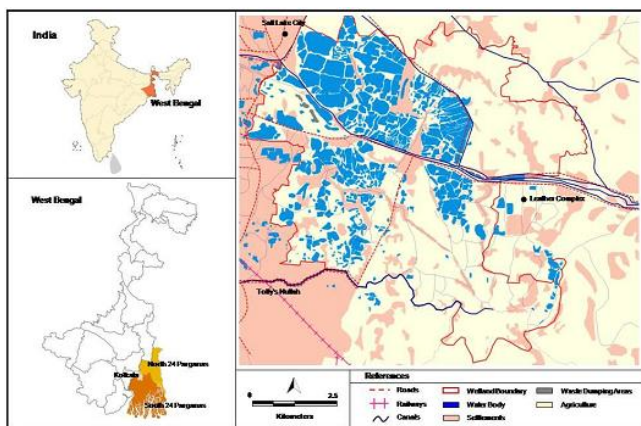 India
West Bengal
West Bengal
North 24 Parganas
Kolkata
South 24 Parganas
Salt Lake City
Leather Complex
Tolly's Nullah
0 2.5
Kilometers
References
Roads
Railways
Canals
Wetland Boundary
Water Body
Settlements
Waste Dumping Areas
Agriculture